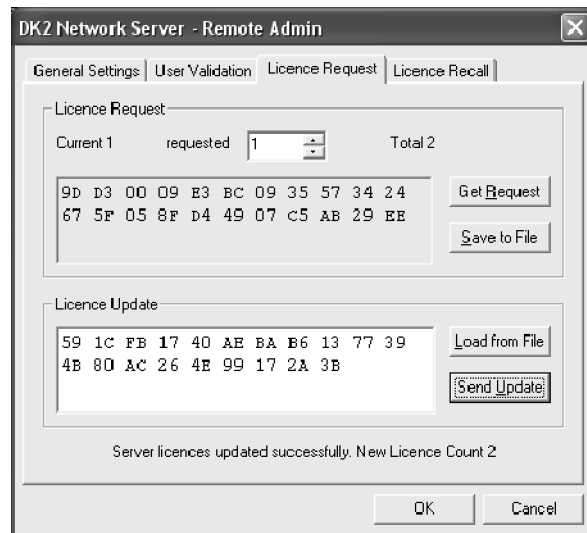 DK2 Network Server - Remote Admin
General Settings User Validation Licence Request Licence Recall
Licence Request
Current 1 requested 1 Total 2
9D D3 00 09 E3 BC 09 35 57 34 24
67 5F 05 8F D4 49 07 C5 AB 29 EE
Get Request
Save to File
Licence Update
59 1C FB 17 40 AE BA B6 13 77 39
4B 80 AC 26 4E 99 17 2A 3B
Load from File
Send Update
Server licences updated successfully. New Licence Count 2
OK Cancel